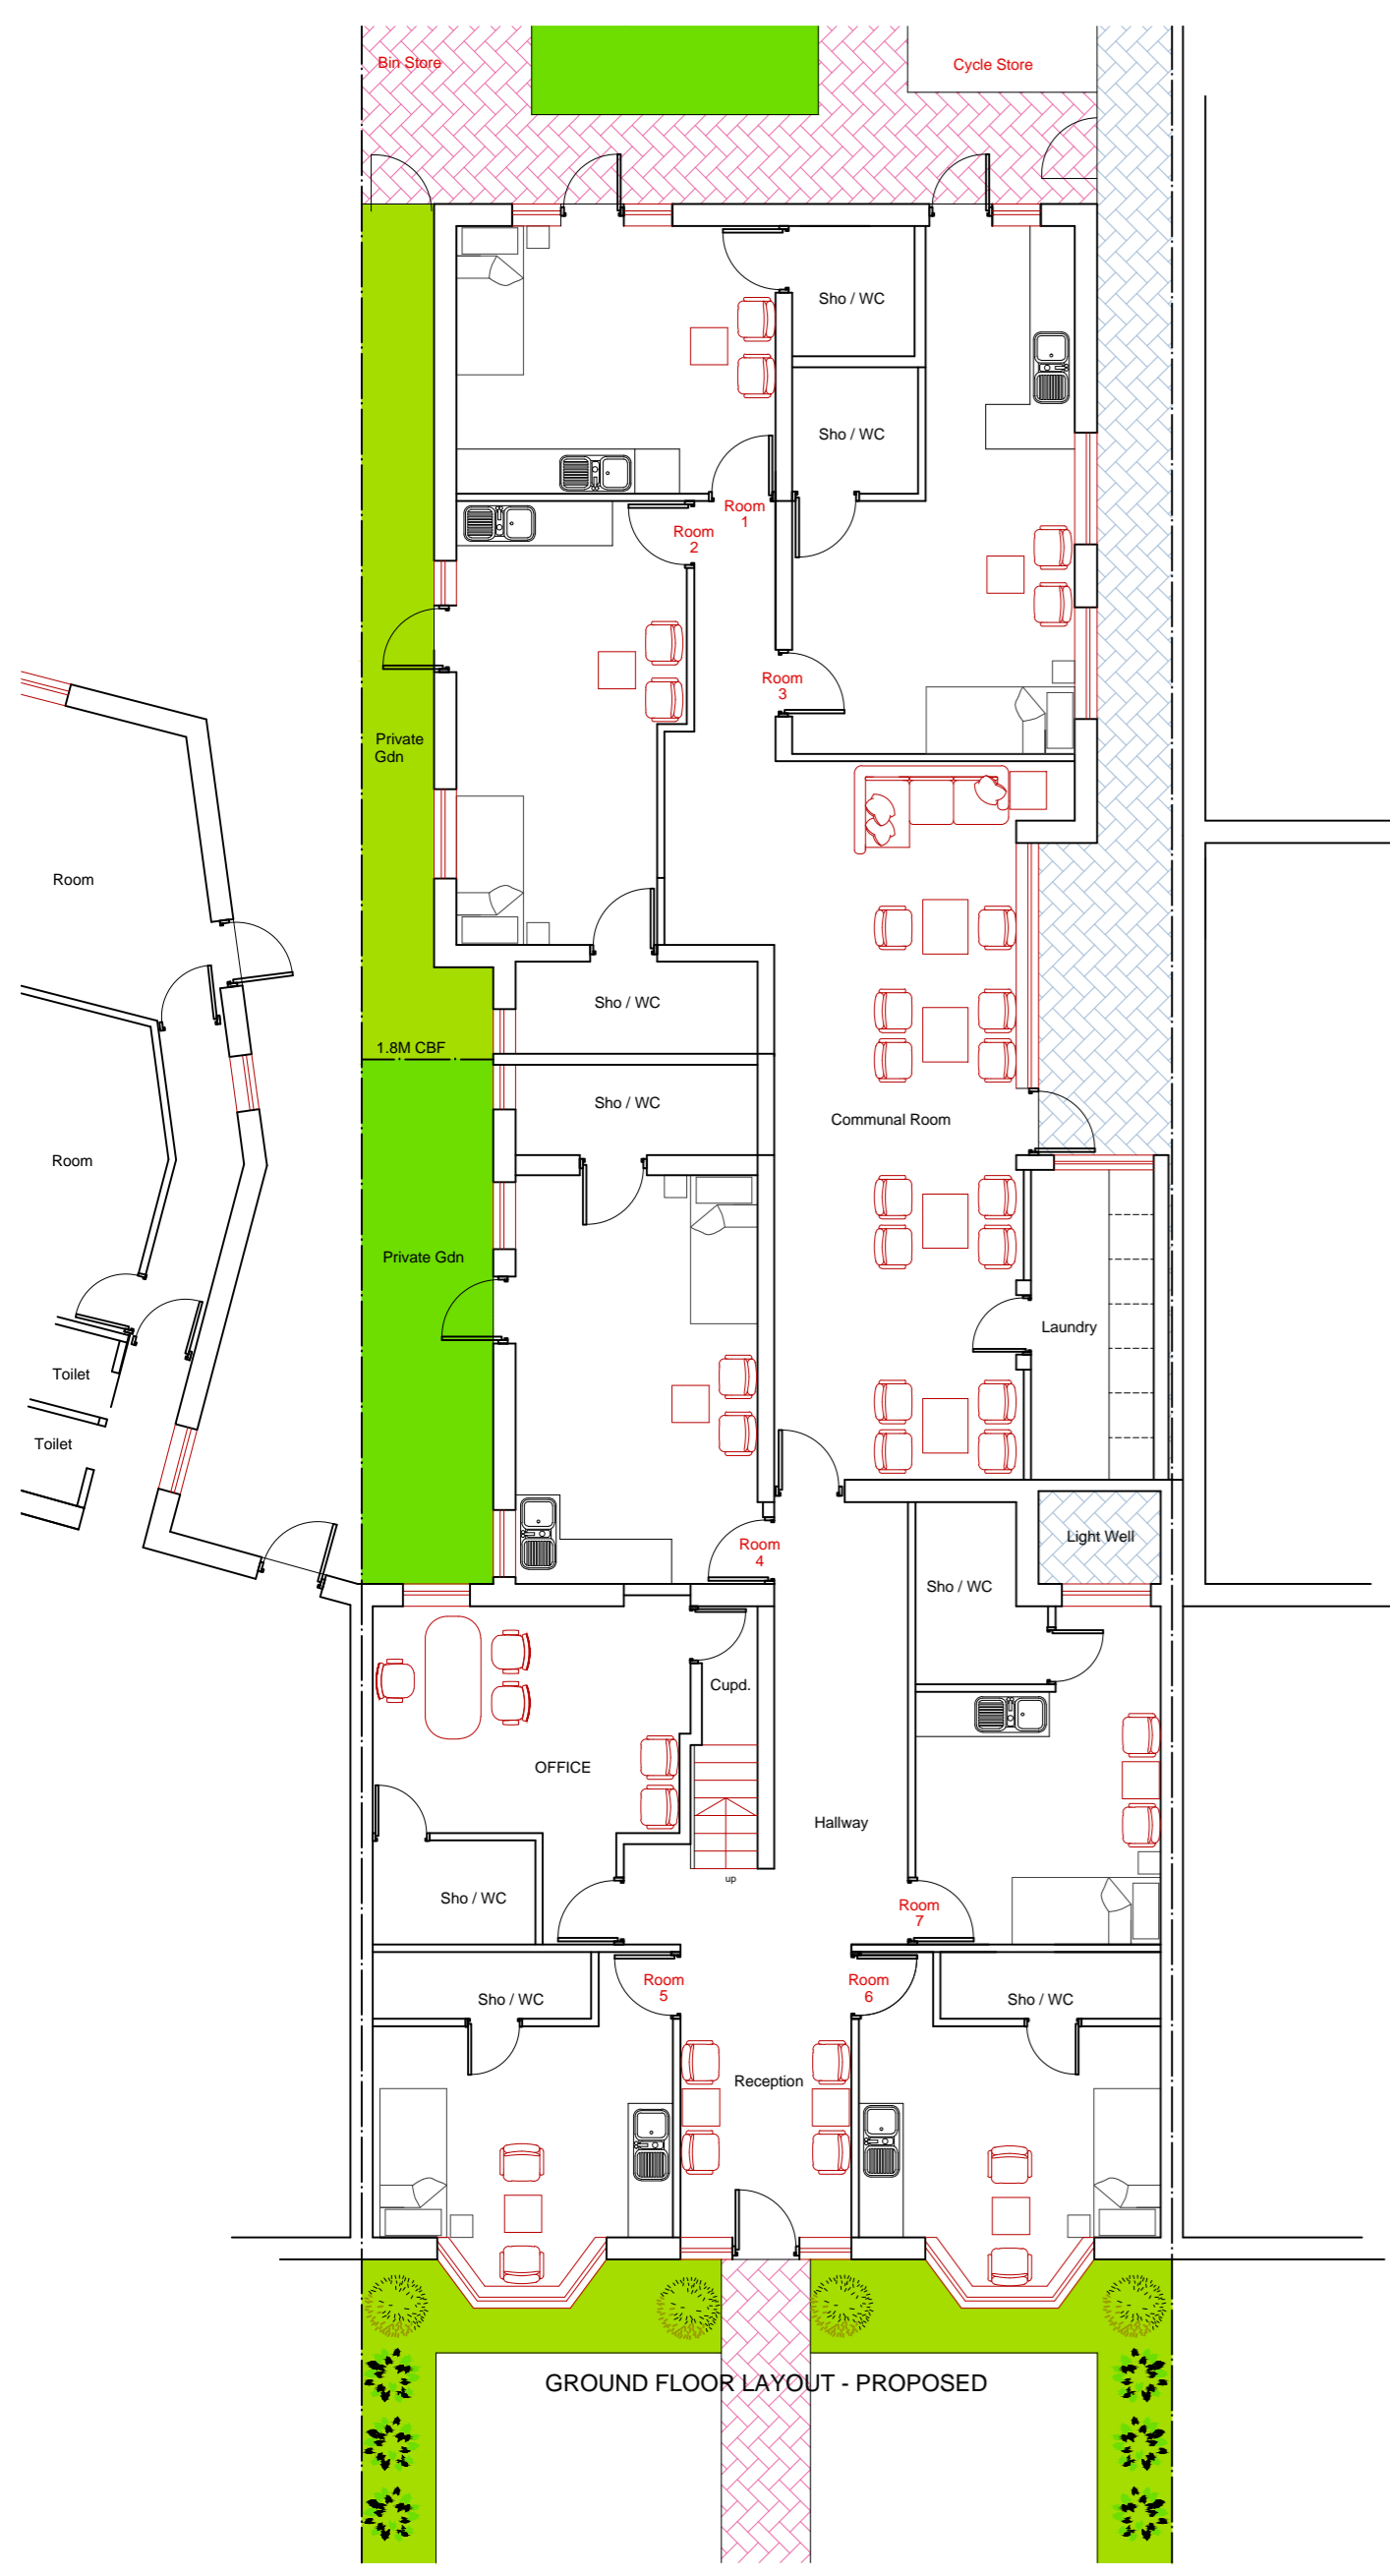 Bin Store
Cycle Store
Sho / WC
Sho / WC
Room
1
Room
2
Room
3
Private
Gdn
Room
Sho / WC
1.8M CBF
Sho / WC
Communal Room
Room
Private Gdn
Laundry
Toilet
Toilet
Light Well
Room
4
Sho / WC
Cupd.
OFFICE
Hallway
up
Sho / WC
Room
7
Room
5
Room
6
Sho / WC
Sho / WC
Reception
GROUND FLOOR LAYOUT - PROPOSED